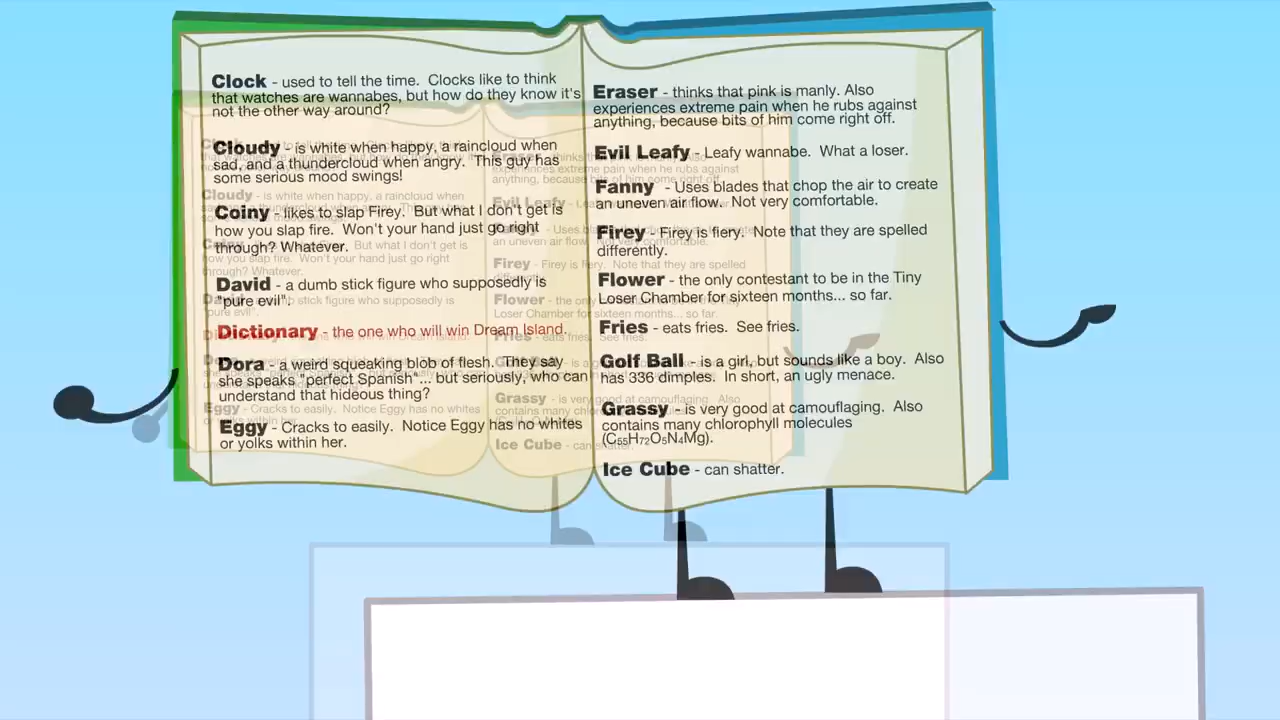 Clock - used to tell the time. Clocks like to think
that watches are wannabes, but how do they know it's
not the other way around?
Cloudy - is white when happy, a raincloud when
sad, and a thundercloud when angry. This guy has
some serious mood swings!
Coiny - likes to slap Firey. But what I don't get is
how you slap fire. Won't your hand just go right
through? Whatever.
David - a dumb stick figure who supposedly is
"pure evil".
Dictionary - the one who will win Dream Island.
Dora - a weird squeaking blob of flesh. They say
she speaks "perfect Spanish"... but seriously, who can
understand that hideous thing?
Eggy - Cracks to easily. Notice Eggy has no whites
or yolks within her.
Eraser - thinks that pink is manly. Also
experiences extreme pain when he rubs against
anything, because bits of him come right off.
Evil Leafy - Leafy wannabe. What a loser.
Fanny - Uses blades that chop the air to create
an uneven air flow. Not very comfortable.
Firey - Firey is fiery. Note that they are spelled
differently.
Flower - the only contestant to be in the Tiny
Loser Chamber for sixteen months... so far.
Fries - eats fries. See fries.
Golf Ball - is a girl, but sounds like a boy. Also
has 336 dimples. In short, an ugly menace.
Grassy - is very good at camouflaging. Also
contains many chlorophyll molecules
(C₅₅H₇₂O₅N₄Mg).
Ice Cube - can shatter.